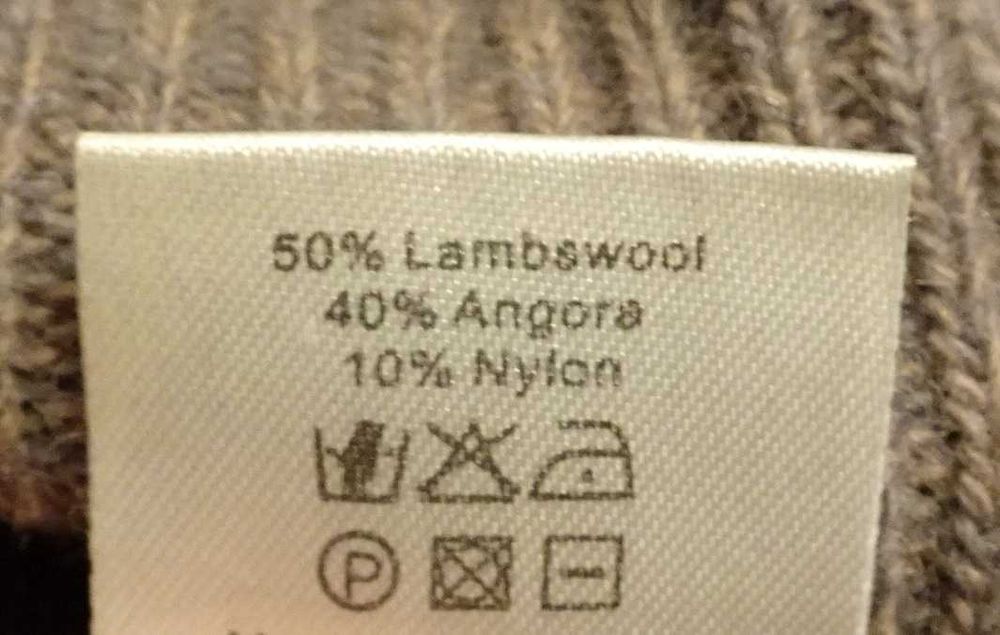 50% Lambswool
40% Angora
10% Nylon
P